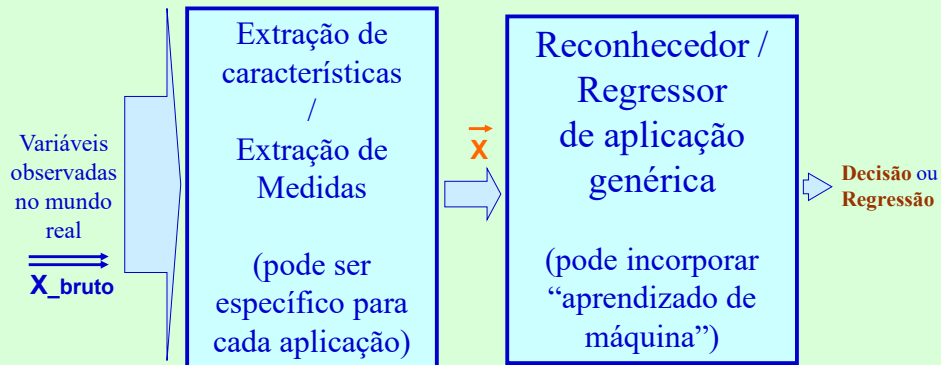 Variáveis
observadas
no mundo
real
X_bruto
Extração de
característiicas
/
Extração de
Medidas
(pode ser
específico para
cada aplicação)
X
Reconhecedor /
Regressor
de aplicação
genérica
(pode incorporar
“aprendizado de
máquina”)
Decisão ou
Regressão